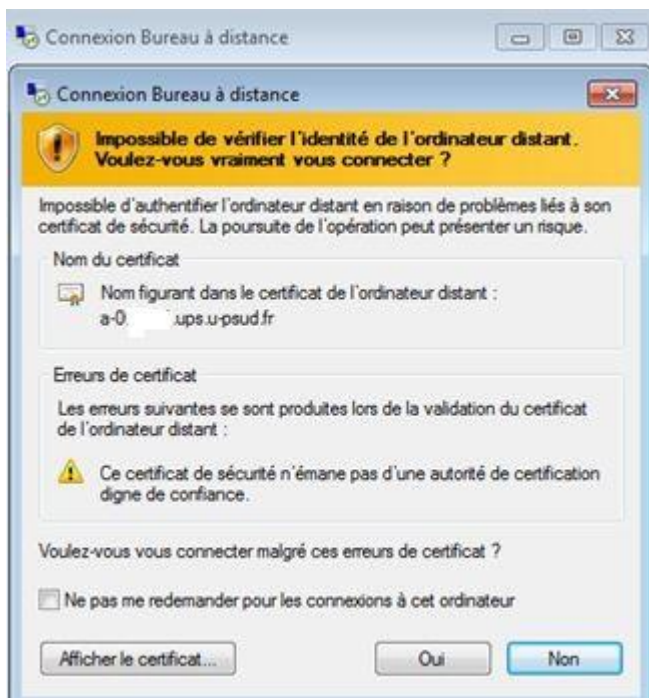 Connexion Bureau à distance
Connexion Bureau à distance
Impossible de vérifier l'identité de l'ordinateur distant.
Voulez-vous vraiment vous connecter ?
Impossible d'authentifier l'ordinateur distant en raison de problèmes liés à son
certificat de sécurité. La poursuite de l'opération peut présenter un risque.
Nom du certificat
Nom figurant dans le certificat de l'ordinateur distant :
a-0 .ups.u-psud.fr
Erreurs de certificat
Les erreurs suivantes se sont produites lors de la validation du certificat
de l'ordinateur distant :
Ce certificat de sécurité n'émane pas d'une autorité de certification
digne de confiance.
Voulez-vous vous connecter malgré ces erreurs de certificat ?
Ne pas me redemander pour les connexions à cet ordinateur
Afficher le certificat... Oui Non